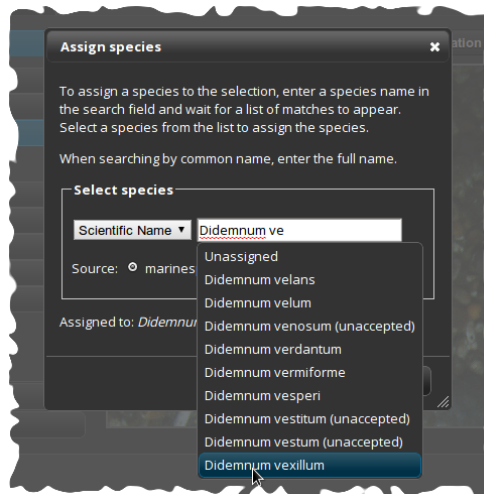 Assign species
ation
To assign a species to the selection, enter a species name in
the search field and wait for a list of matches to appear.
Select a species from the list to assign the species.
When searching by common name, enter the full name.
Select species
Scientific Name Didemnum ve
Unassigned
Source: marines
Didemnum velans
Didemnum velum
Assigned to: Didemnu
Didemnum venosum (unaccepted)
Didemnum verdantum
Didemnum vermiforme
Didemnum vesperi
Didemnum vestitum (unaccepted)
Didemnum vestum (unaccepted)
Didemnum vexillum